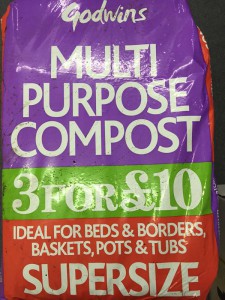 Godwins
MULTI
PURPOSE
COMPOST
3 FOR £10
IDEAL FOR BEDS & BORDERS,
BASKETS, POTS & TUBS
SUPERSIZE